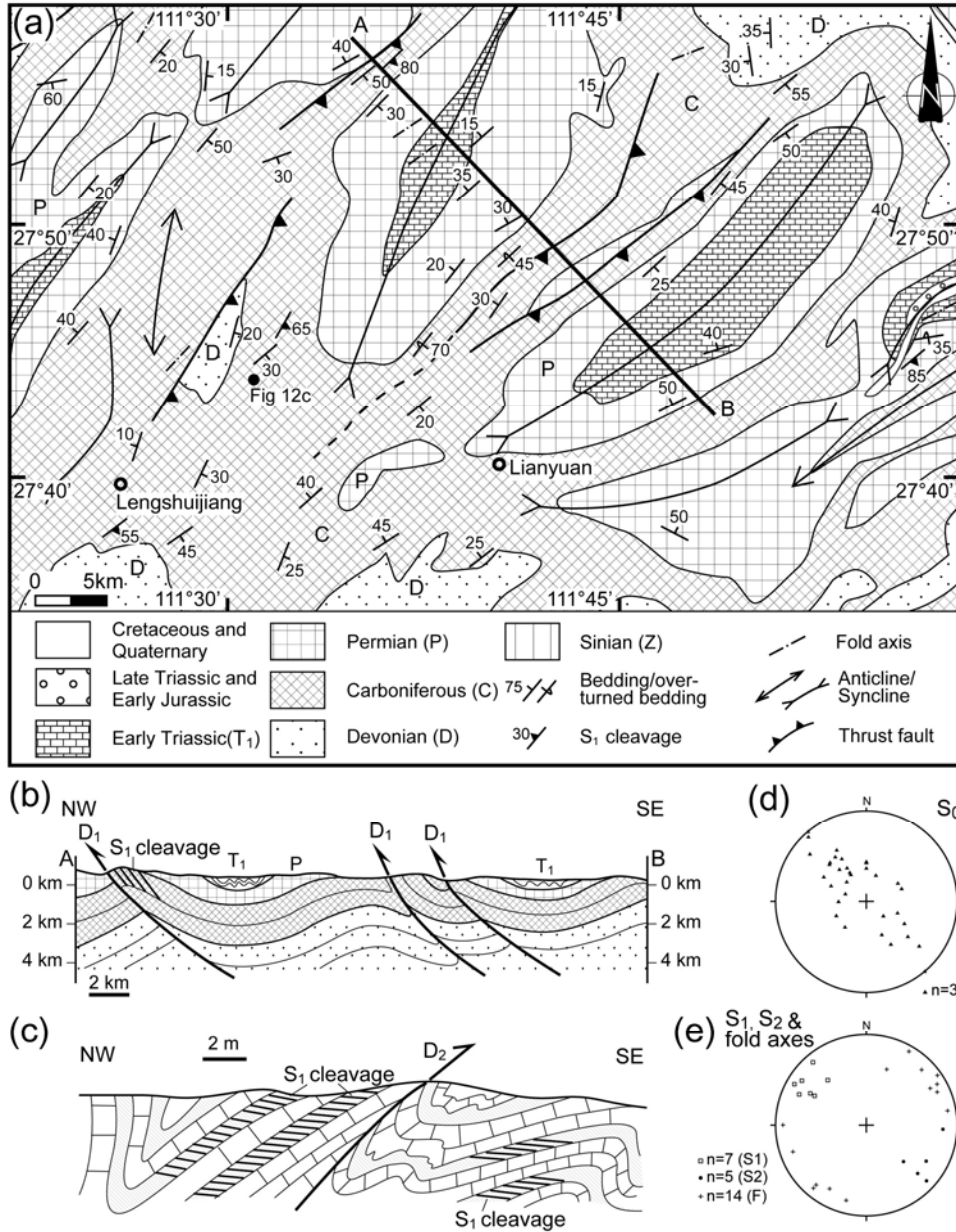 (a)
111°30'
111°45'
A
40
80
50
30
20
15
60
50
30
20
P
40
27°50'
40
15
35
30
20
45
30
15
C
35
30
D
55
50
45
40
27°50'
25
40
35
85
D
20
65
30
Fig 12c
70
20
P
50
B
10
Lengshuijiang
30
40
P
Lianyuan
27°40'
27°40'
55
45
C
25
45
25
50
D
D
0 5km
111°30'
111°45'
N
Cretaceous and
Quaternary
Late Triassic and
Early Jurassic
Early Triassic(T1)
Permian (P)
Carboniferous (C)
Devonian (D)
Sinian (Z)
75 Bedding/over-
turned bedding
30 S1 cleavage
Fold axis
Anticline/
Syncline
Thrust fault
(b)
NW SE
D1 D1 D1
A S1 cleavage T1 P T1 B
0 km 0 km
2 km 2 km
4 km 4 km
2 km
(c)
NW 2 m SE
D2
S1 cleavage
S1 cleavage
(d)
N
S0
n=3
(e)
S1, S2 &
fold axes
N
n=7 (S1)
n=5 (S2)
n=14 (F)